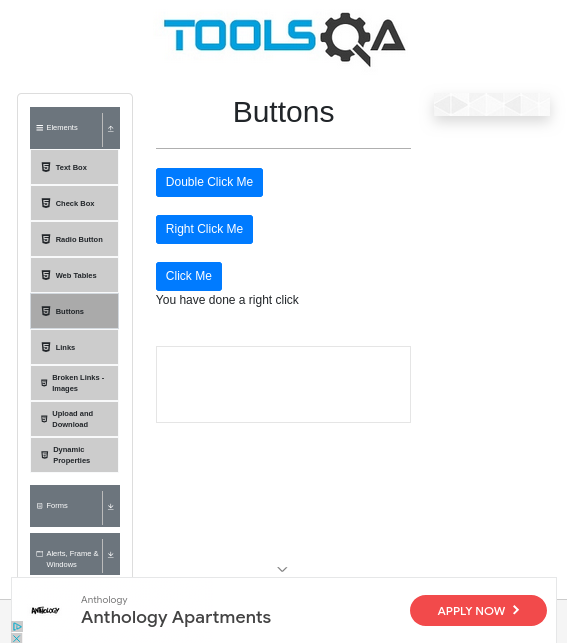 TOOLSQA
Buttons
Elements
Text Box
Check Box
Radio Button
Web Tables
Buttons
Links
Broken Links -
Images
Upload and
Download
Dynamic
Properties
Forms
Alerts, Frame &
Windows
Double Click Me
Right Click Me
Click Me
You have done a right click
ANTHOLOGY
Anthology
Anthology Apartments
APPLY NOW